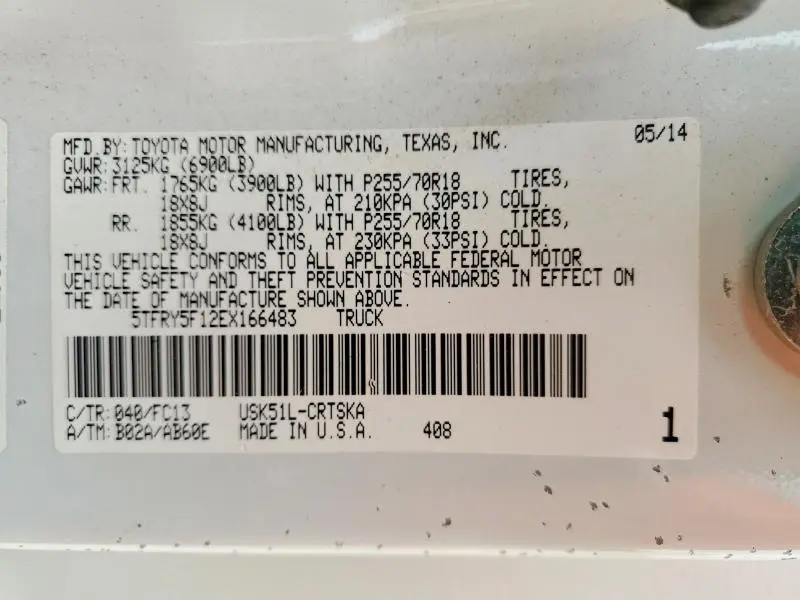 MFD.BY: TOYOTA MOTOR MANUFACTURING, TEXAS, INC. 05/14
GVWR: 3125KG (6900LB)
GAWR: FRT. 1765KG (3900LB) WITH P255/70R18 TIRES,
18X8J RIMS, AT 210KPA (30PSI) COLD.
RR. 1855KG (4100LB) WITH P255/70R18 TIRES,
18X8J RIMS, AT 230KPA (33PSI) COLD.
THIS VEHICLE CONFORMS TO ALL APPLICABLE FEDERAL MOTOR
VEHICLE SAFETY AND THEFT PREVENTION STANDARDS IN EFFECT ON
THE DATE OF MANUFACTURE SHOWN ABOVE.
5TFRY5F12EX166483 TRUCK
C/TR: 040/FC13 USK51L-CRTSKA
A/TM: B02A/AB60E MADE IN U.S.A. 408 1